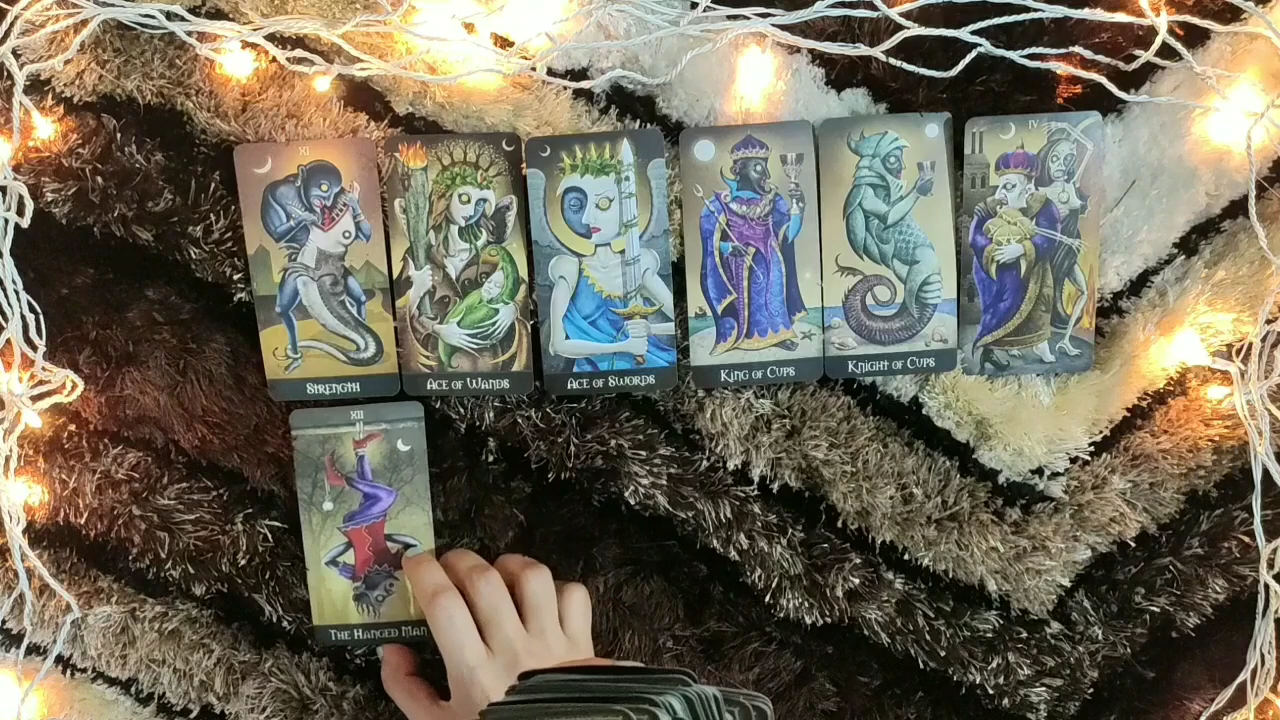 XI
STRENGTH
ACE OF WANDS
ACE OF SWORDS
KING OF CUPS
KNIGHT OF CUPS
IV
XII
THE HANGED MAN